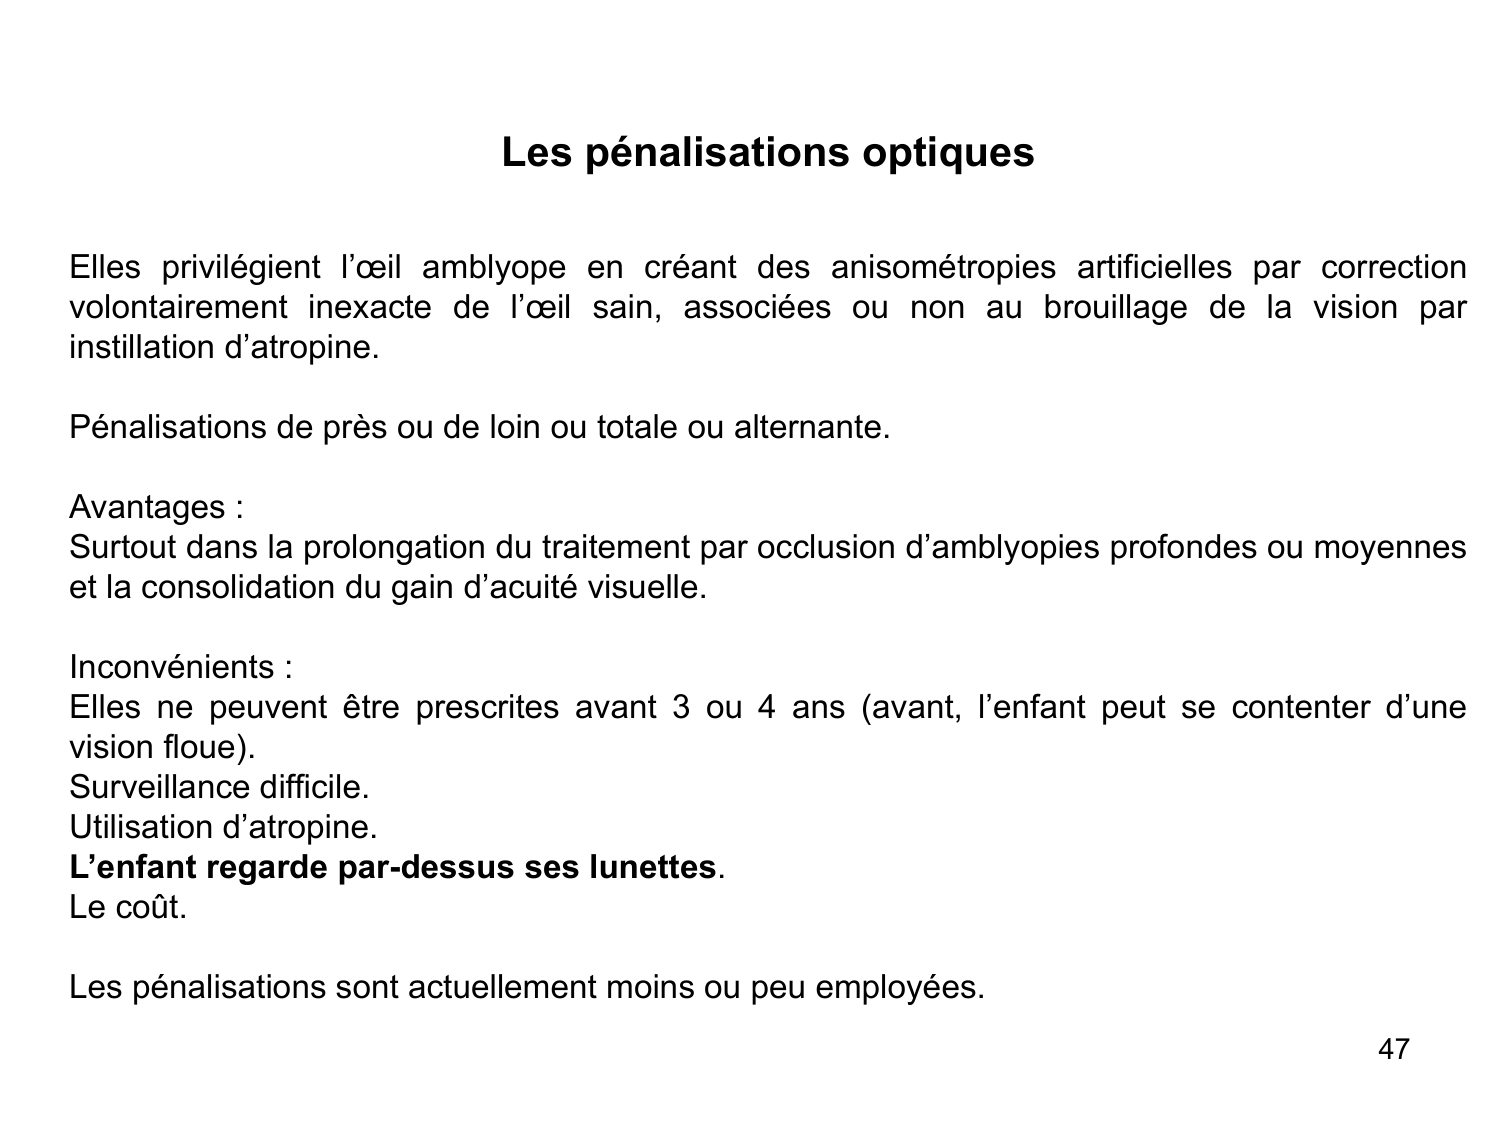 Les pénalisations optiques
Elles privilégient l’œil amblyope en créant des anisométropies artificielles par correction
volontairement inexacte de l’œil sain, associées ou non au brouillage de la vision par
instillation d’atropine.
Pénalisations de près ou de loin ou totale ou alternante.
Avantages :
Surtout dans la prolongation du traitement par occlusion d’amblyopies profondes ou moyennes
et la consolidation du gain d’acuité visuelle.
Inconvénients :
Elles ne peuvent être prescrites avant 3 ou 4 ans (avant, l’enfant peut se contenter d’une
vision floue).
Surveillance difficile.
Utilisation d’atropine.
L’enfant regarde par-dessus ses lunettes.
Le coût.
Les pénalisations sont actuellement moins ou peu employées.
47